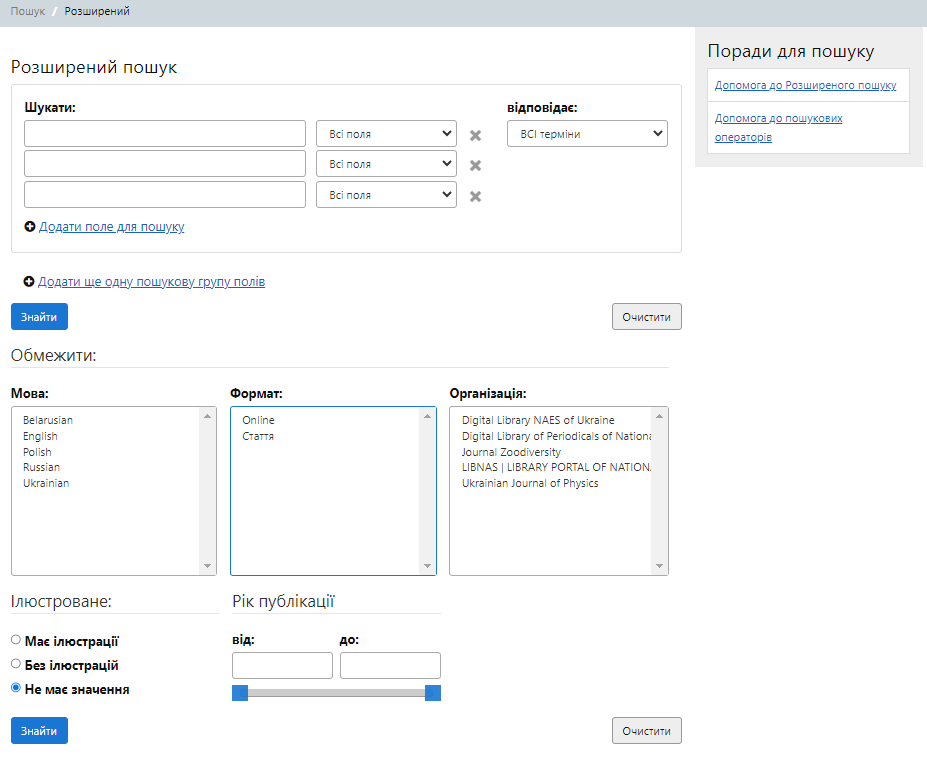 Пошук / Розширений
Розширений пошук
Шукати:
відповідає:
Всі поля
ВСІ терміни
Всі поля
Всі поля
Додати поле для пошуку
Додати ще одну пошукову групу полів
Знайти
Очистити
Обмежити:
Мова:
Belarusian
English
Polish
Russian
Ukrainian
Формат:
Online
Стаття
Організація:
Digital Library NAES of Ukraine
Digital Library of Periodicals of Nationa
Journal Zoodiversity
LIBNAS | LIBRARY PORTAL OF NATION
Ukrainian Journal of Physics
Ілюстроване:
Має ілюстрації
Без ілюстрацій
Не має значення
Рік публікації
від:
до:
Знайти
Очистити
Поради для пошуку
Допомога до Розширеного пошуку
Допомога до пошукових
операторів